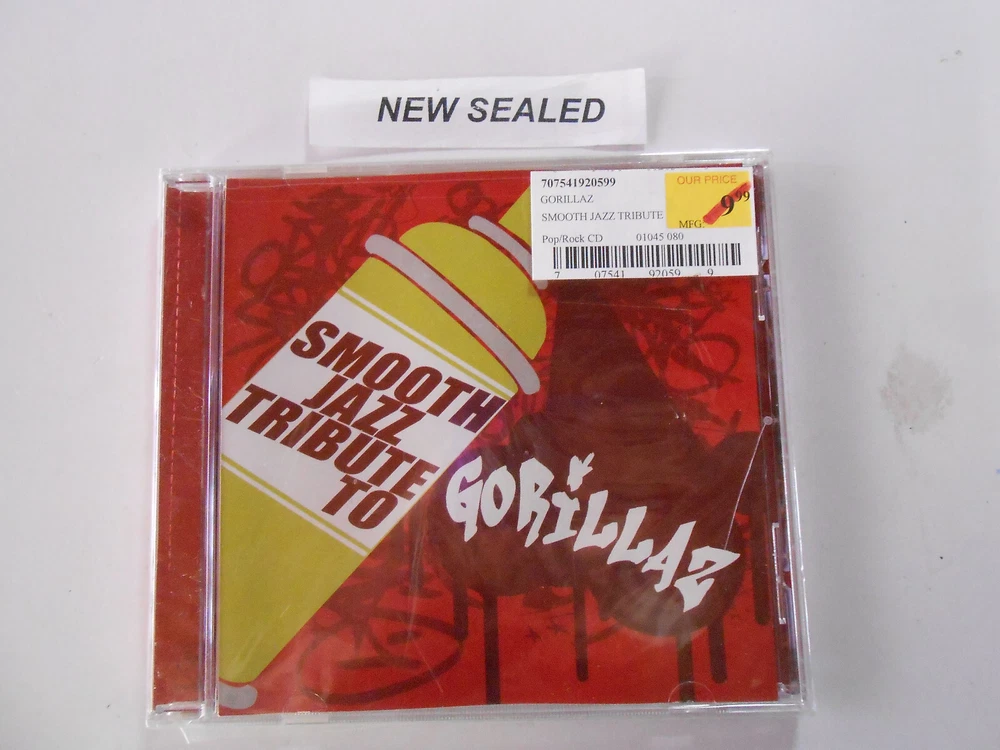 NEW SEALED
707541920599
OUR PRICE
GORILLAZ
9.99
SMOOTH JAZZ TRIBUTE
MFG.
Pop/Rock CD 01045 080
7 07541 92059 9
SMOOTH
JAZZ
TRIBUTE
TO
GORILLAZ